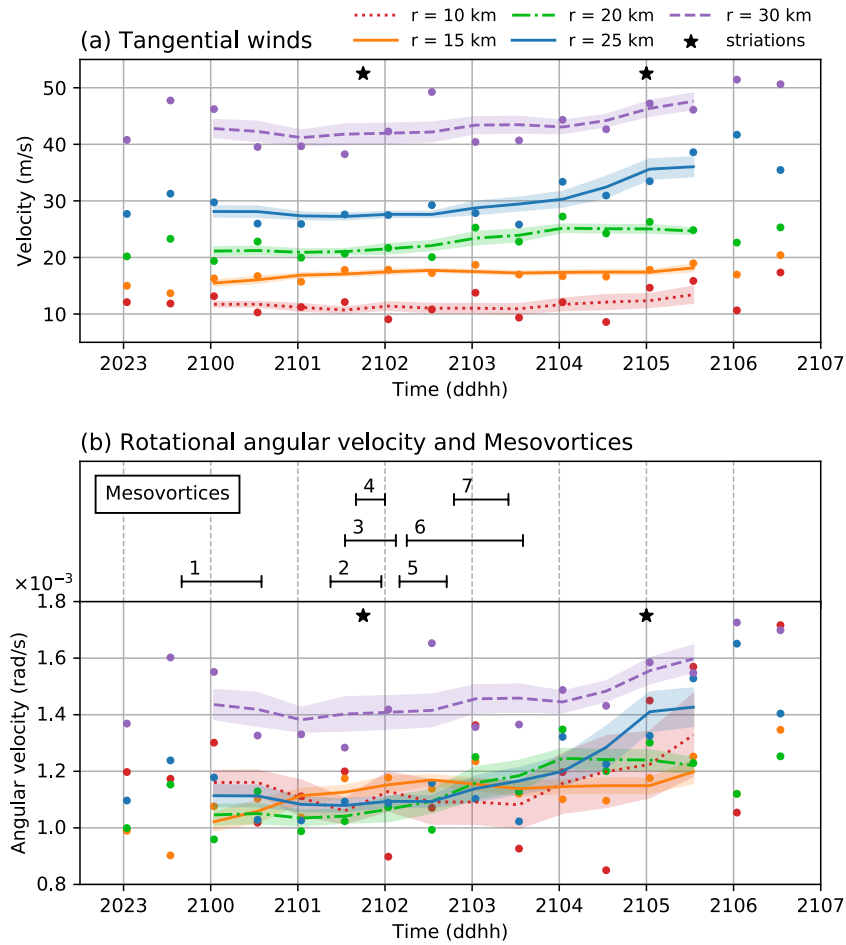 r = 10 km r = 20 km r = 30 km
(a) Tangential winds r = 15 km r = 25 km striations
50
40
30
20
10
Velocity (m/s)
2023 2100 2101 2102 2103 2104 2105 2106 2107
Time (ddhh)
(b) Rotational angular velocity and Mesovortices
Mesovortices
4 7
3 6
1 2 5
×10⁻³
1.8
1.6
1.4
1.2
1.0
0.8
Angular velocity (rad/s)
2023 2100 2101 2102 2103 2104 2105 2106 2107
Time (ddhh)